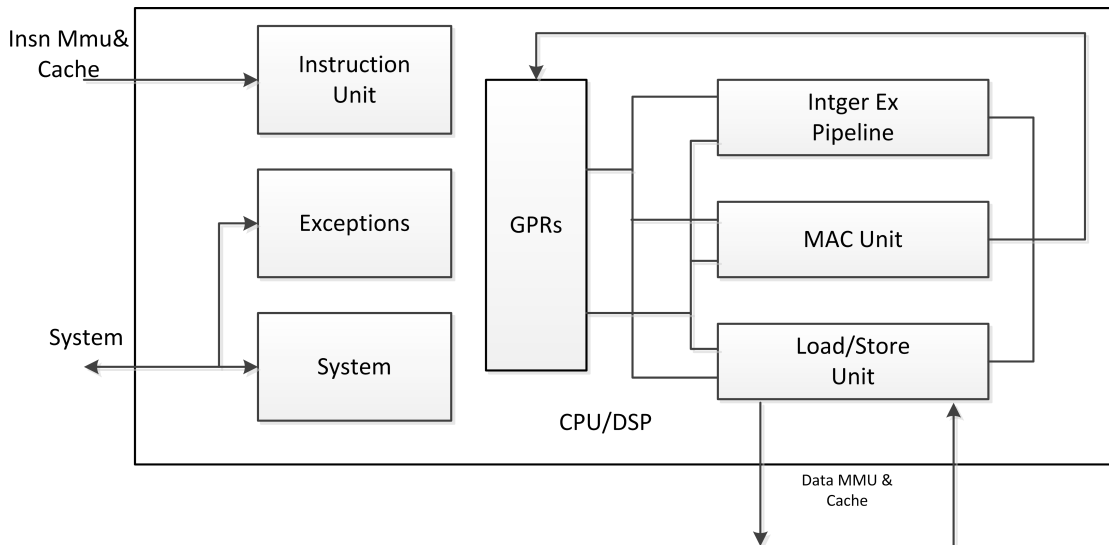 Insn Mmu&
Cache
Instruction
Unit
Intger Ex
Pipeline
Exceptions
GPRs
MAC Unit
System
System
Load/Store
Unit
CPU/DSP
Data MMU &
Cache